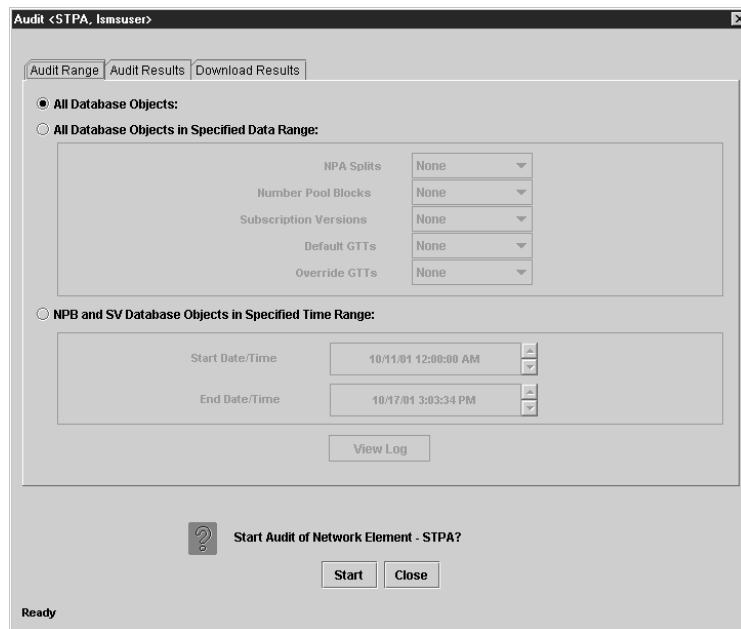 Audit <STPA, lsmsuser>
Audit Range Audit Results Download Results
All Database Objects:
All Database Objects in Specified Data Range:
NPA Splits None
Number Pool Blocks None
Subscription Versions None
Default GTTs None
Override GTTs None
NPB and SV Database Objects in Specified Time Range:
Start Date/Time 10/11/01 12:00:00 AM
End Date/Time 10/17/01 3:03:34 PM
View Log
Start Audit of Network Element - STPA?
Start Close
Ready